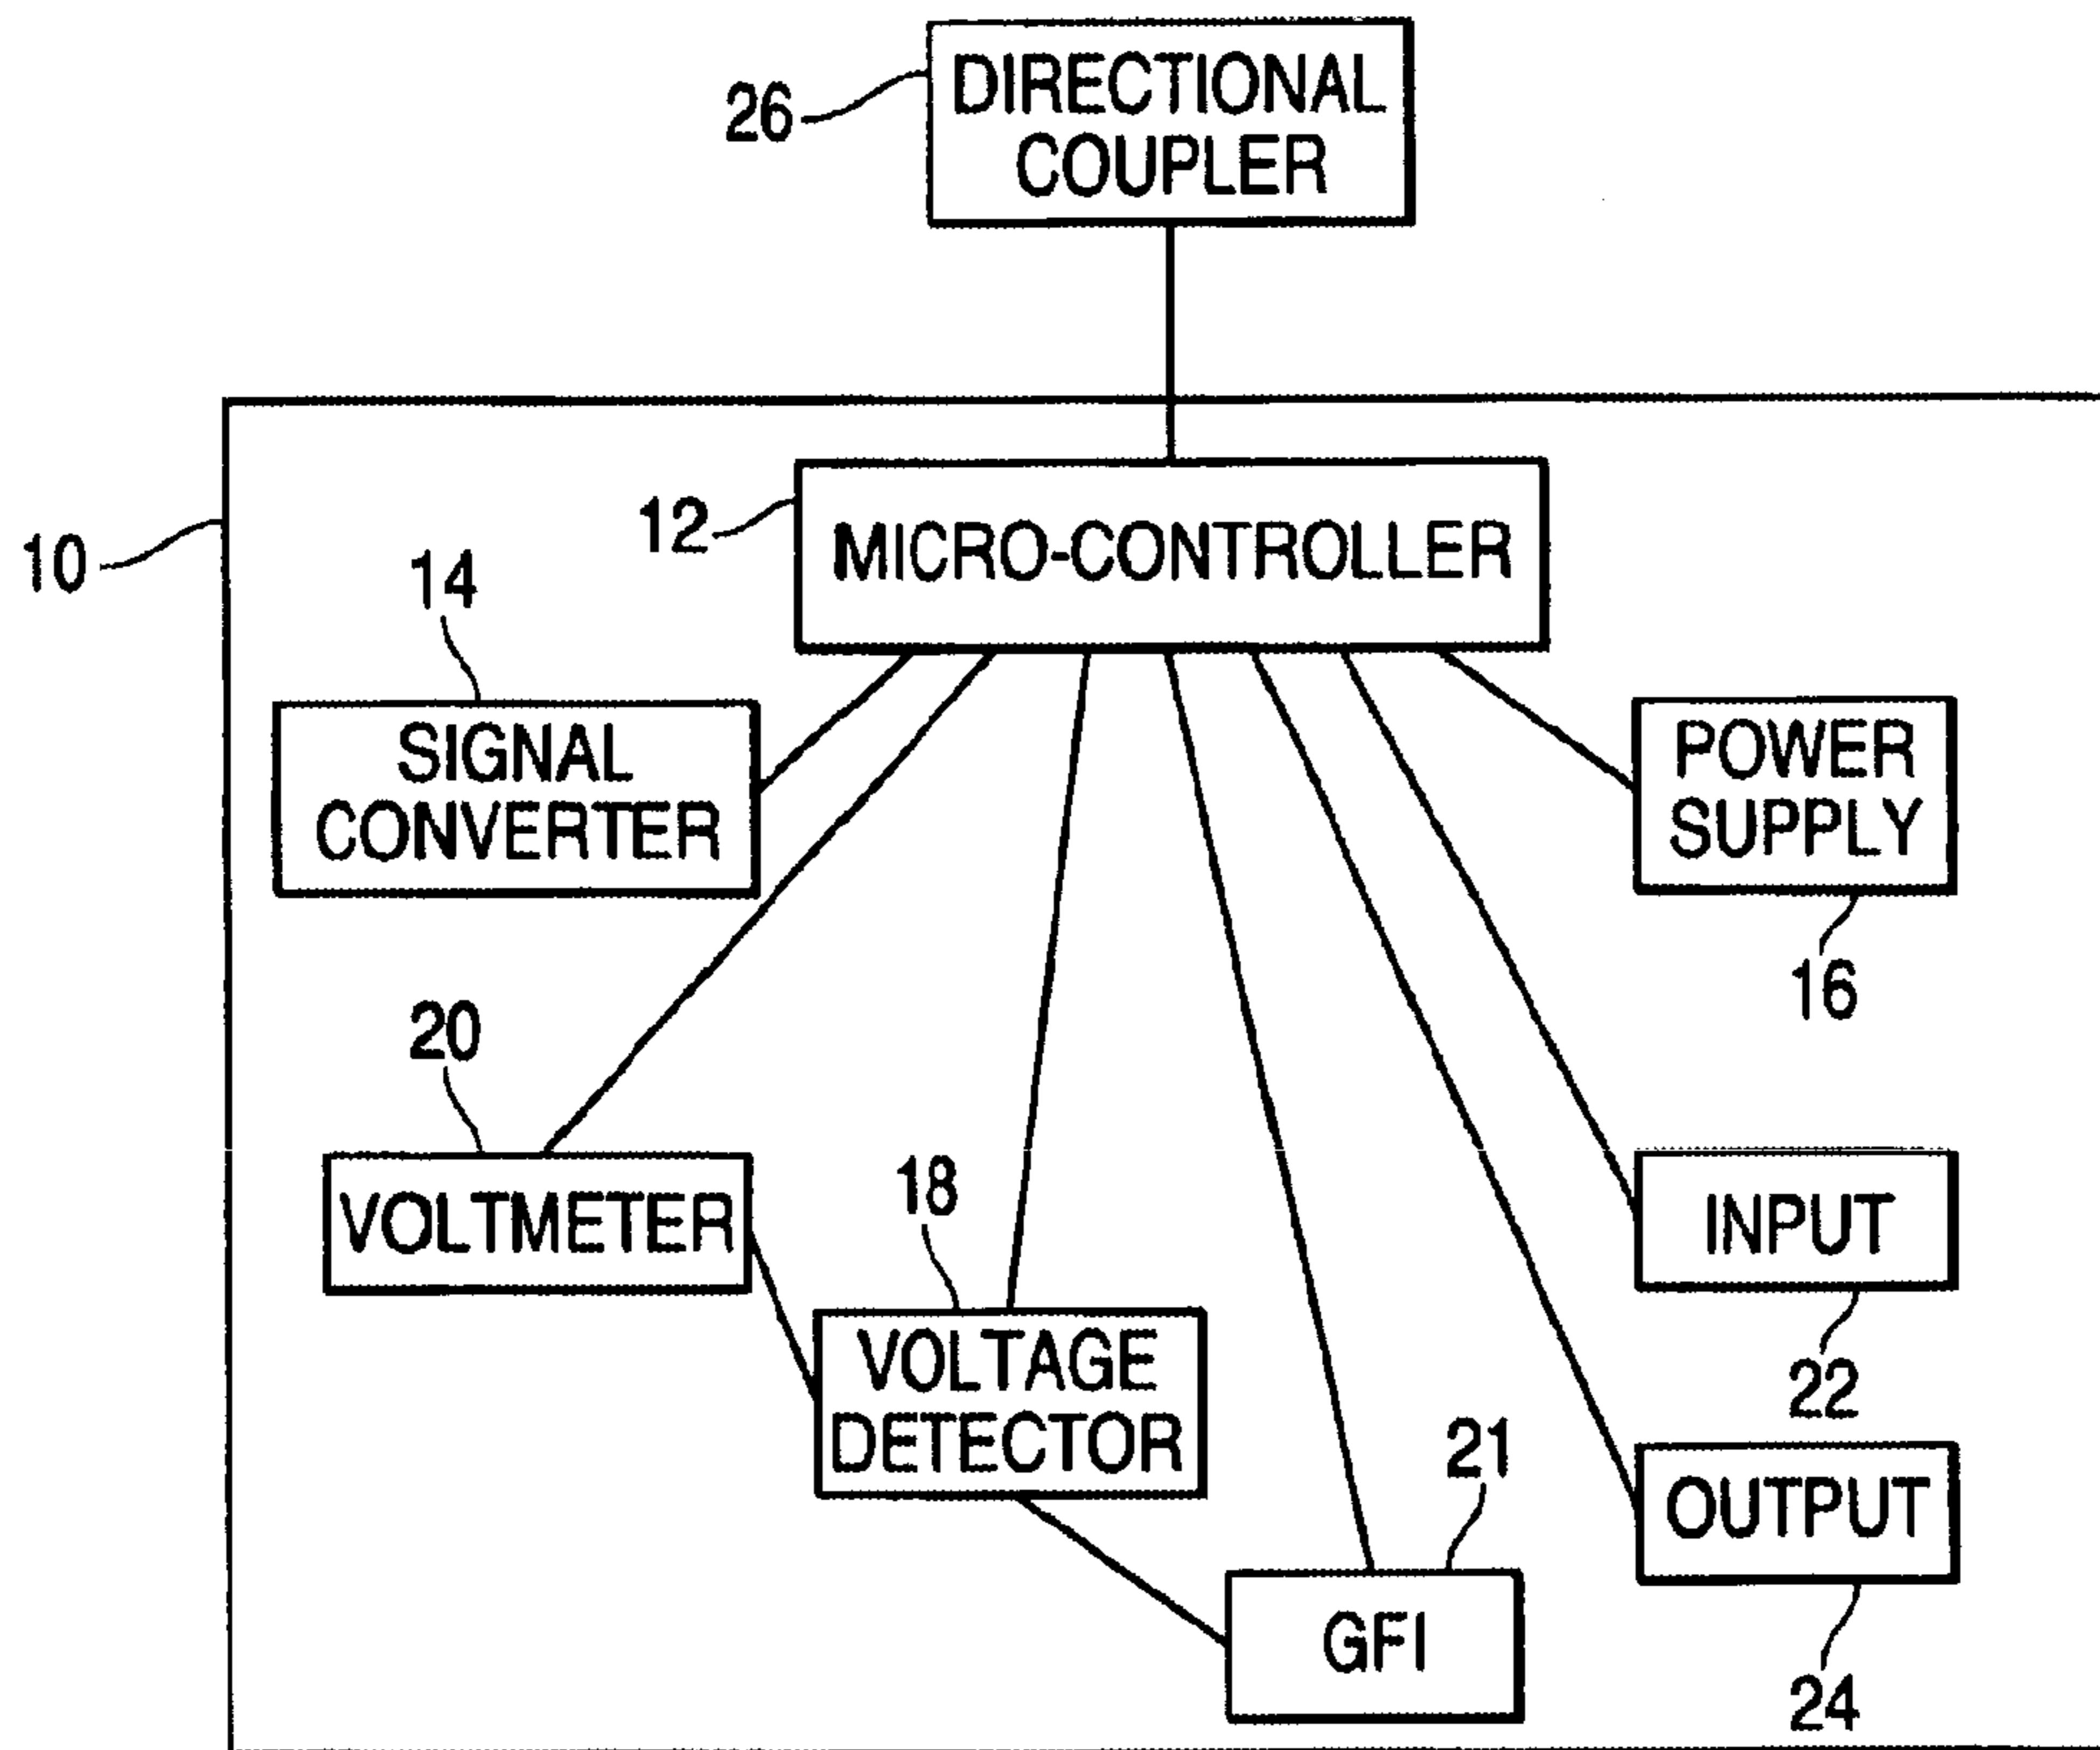 26
DIRECTIONAL
COUPLER
10
12
MICRO-CONTROLLER
14
SIGNAL
CONVERTER
POWER
SUPPLY
16
20
VOLTMETER
18
VOLTAGE
DETECTOR
INPUT
22
21
GFI
OUTPUT
24